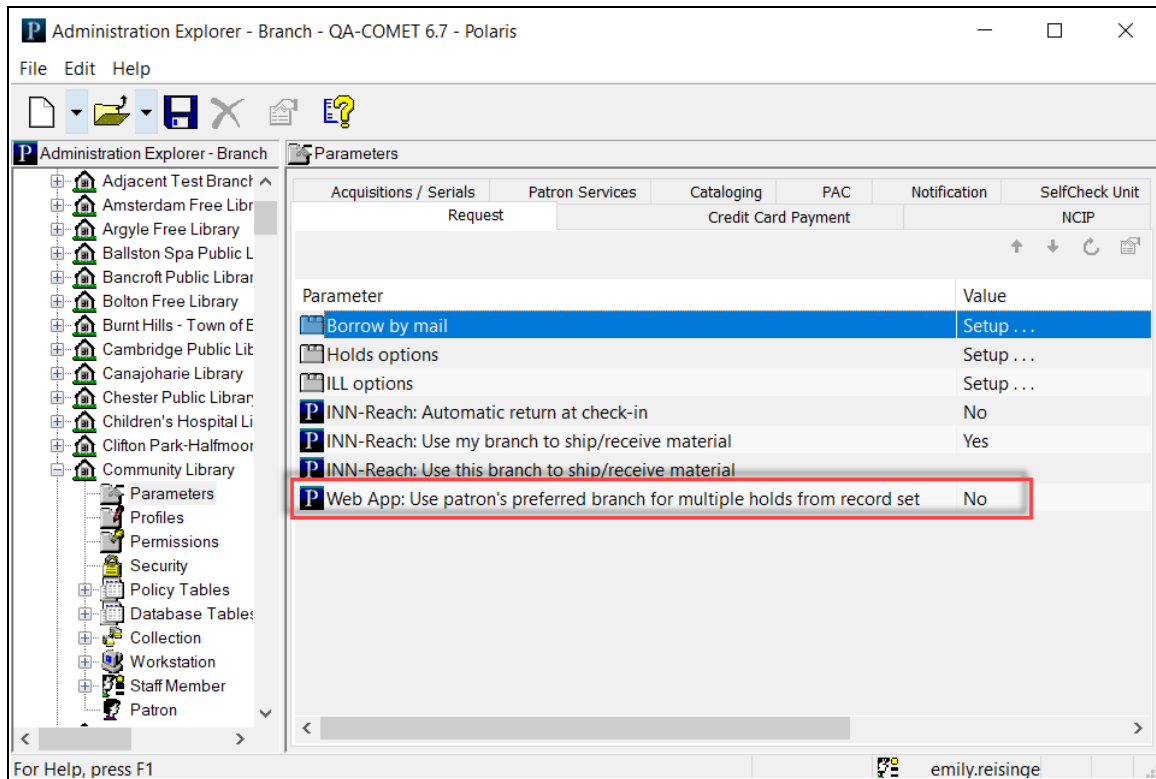 Administration Explorer - Branch - QA-COMET 6.7 - Polaris
File Edit Help
Administration Explorer - Branch
Parameters
Adjacent Test Branch
Amsterdam Free Libr
Argyle Free Library
Ballston Spa Public L
Bancroft Public Librar
Bolton Free Library
Burnt Hills - Town of E
Cambridge Public Lib
Canajoharie Library
Chester Public Library
Children's Hospital Li
Clifton Park-Halfmoor
Community Library
Parameters
Profiles
Permissions
Security
Policy Tables
Database Tables
Collection
Workstation
Staff Member
Patron
Acquisitions / Serials Patron Services Cataloging PAC Notification SelfCheck Unit
Request Credit Card Payment NCIP
Parameter Value
Borrow by mail Setup . . .
Holds options Setup . . .
ILL options Setup . . .
INN-Reach: Automatic return at check-in No
INN-Reach: Use my branch to ship/receive material Yes
INN-Reach: Use this branch to ship/receive material
Web App: Use patron's preferred branch for multiple holds from record set No
For Help, press F1
emily.reisinge